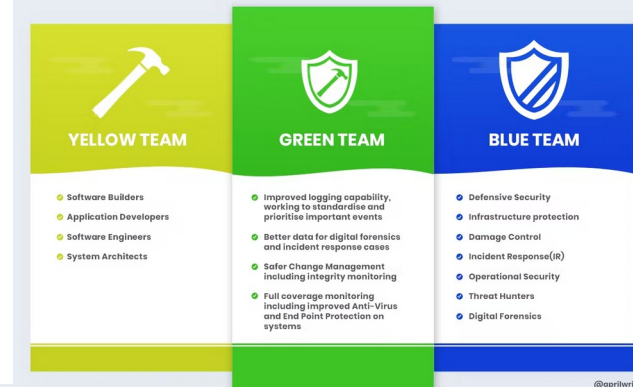 YELLOW TEAM
Software Builders
Application Developers
Software Engineers
System Architects
GREEN TEAM
Improved logging capability,
working to standardise and
prioritise important events
Better data for digital forensics
and incident response cases
Safer Change Management
including integrity monitoring
Full coverage monitoring
including improved Anti-Virus
and End Point Protection on
systems
BLUE TEAM
Defensive Security
Infrastructure protection
Damage Control
Incident Response(IR)
Operational Security
Threat Hunters
Digital Forensics